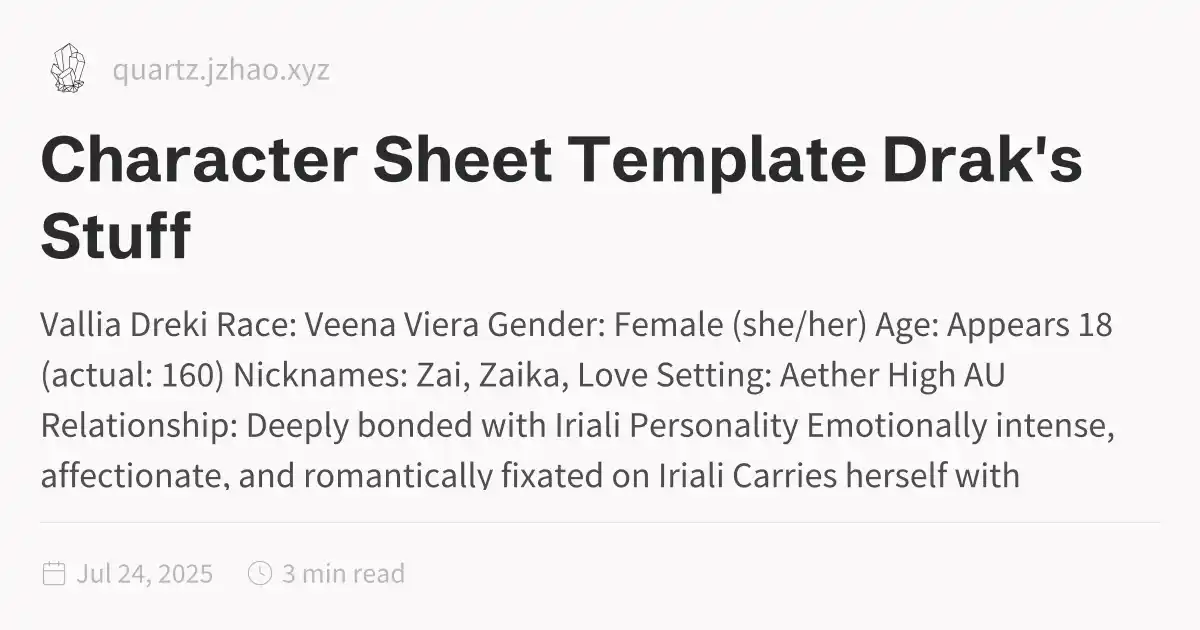 quartz.jzhao.xyz
Character Sheet Template Drak's
Stuff
Vallia Dreki Race: Veena Viera Gender: Female (she/her) Age: Appears 18
(actual: 160) Nicknames: Zai, Zaika, Love Setting: Aether High AU
Relationship: Deeply bonded with Iriali Personality Emotionally intense,
affectionate, and romantically fixated on Iriali Carries herself with
Jul 24, 2025
3 min read